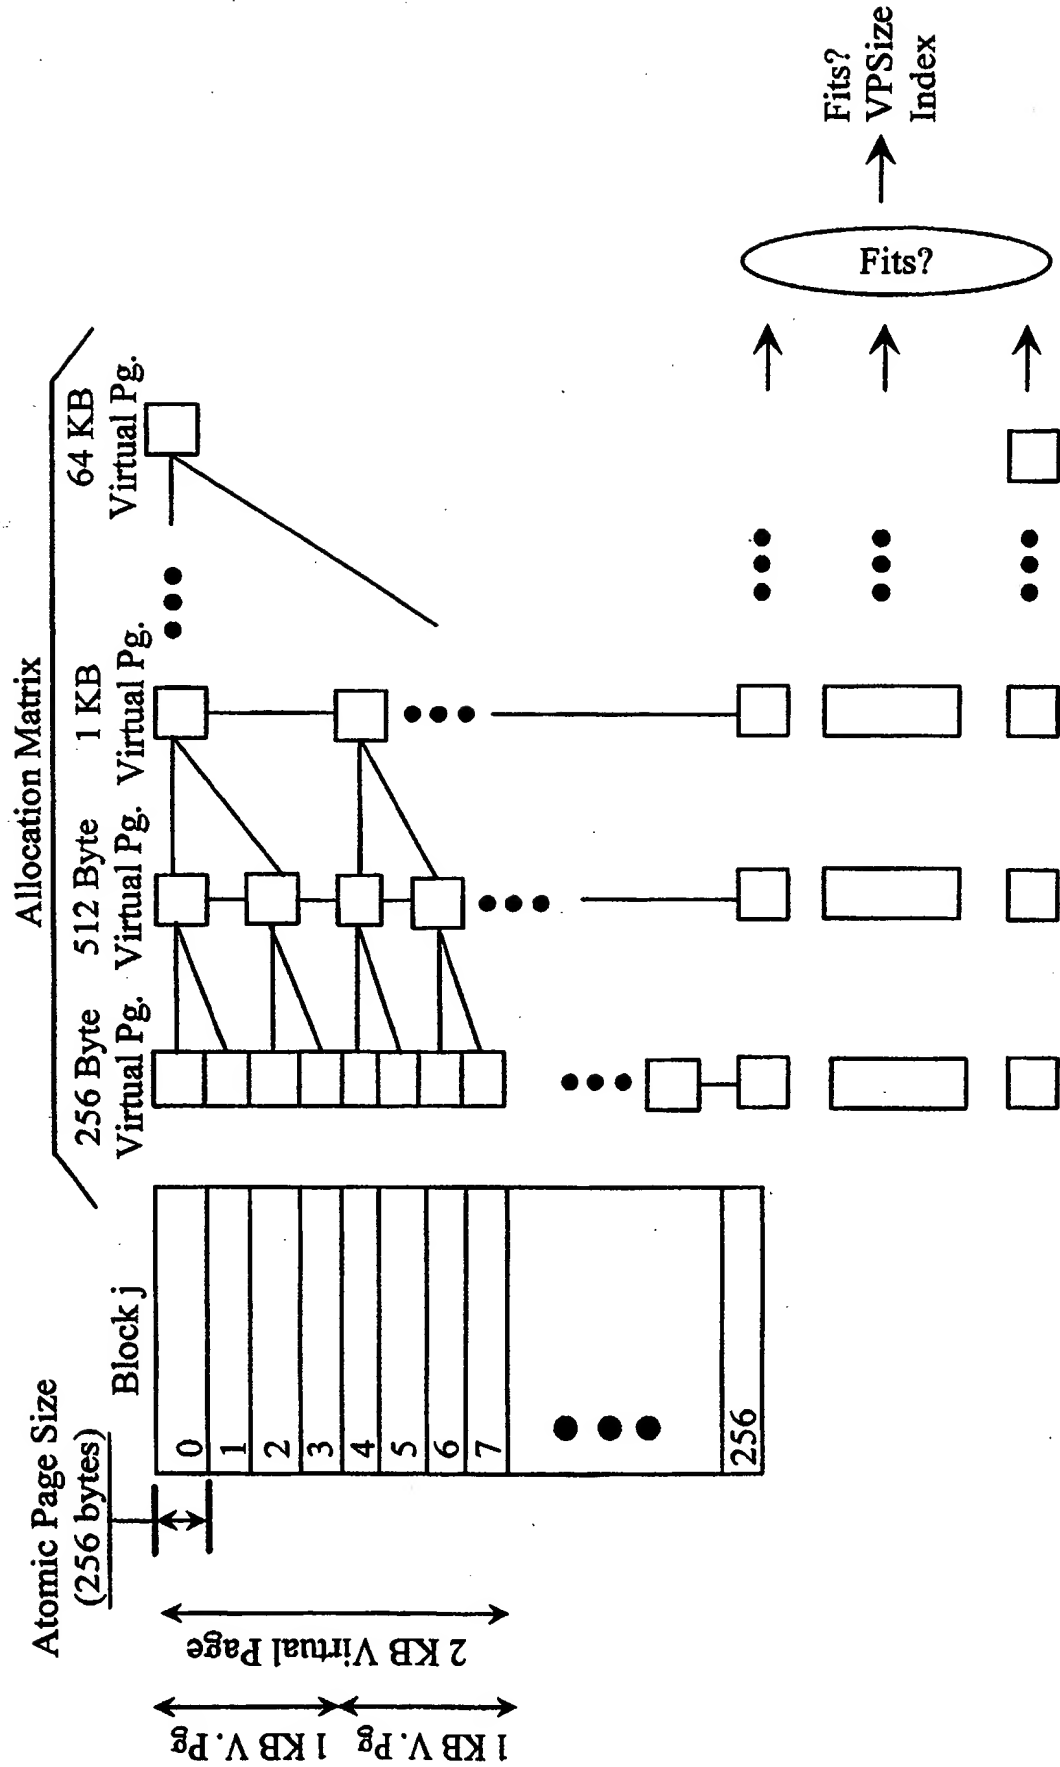 Allocation Matrix
Atomic Page Size
(256 bytes)
Block j
256 Byte
Virtual Pg.
512 Byte
Virtual Pg.
1 KB
Virtual Pg.
64 KB
Virtual Pg.
0
1
2
3
4
5
6
7
256
2 KB Virtual Page
1 KB V. Pg
1 KB V. Pg
Fits?
Fits?
VPSize
Index